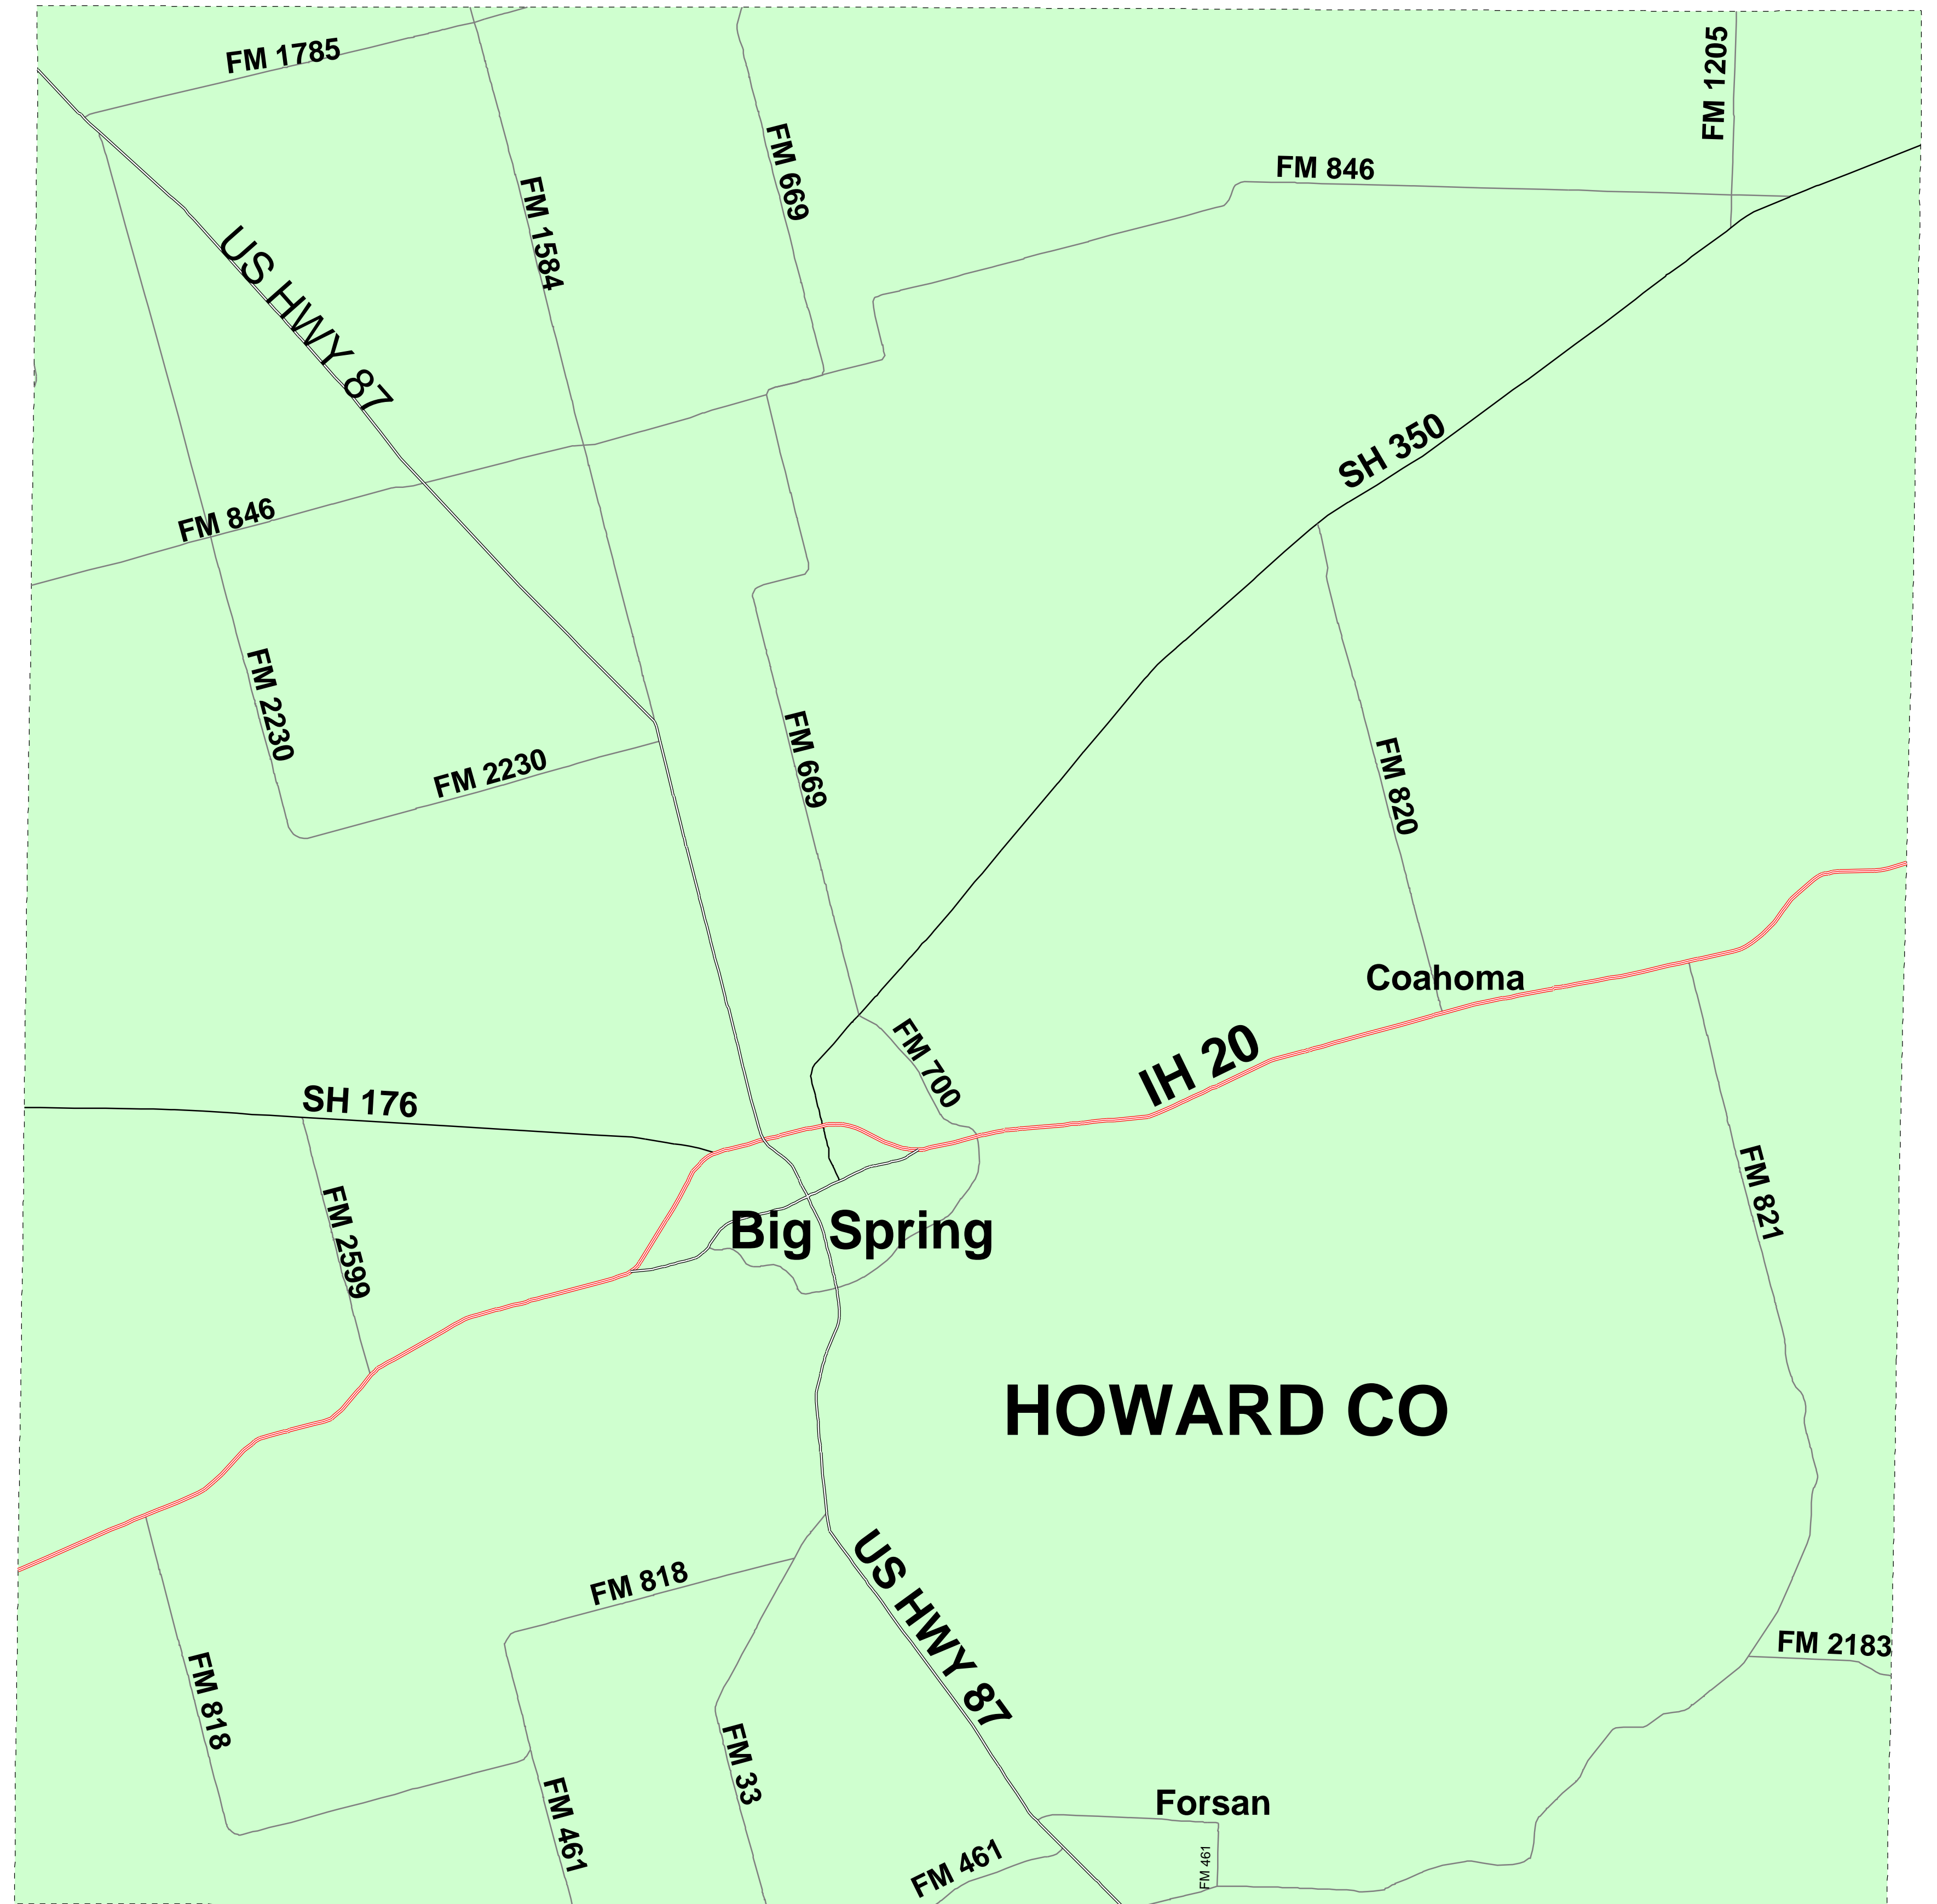 FM 1785
FM 1205
FM 669
FM 846
FM 1584
US HWY 87
SH 350
FM 846
FM 2230
FM 2230
FM 669
FM 820
Coahoma
FM 700
IH 20
SH 176
FM 2599
Big Spring
FM 821
HOWARD CO
US HWY 87
FM 818
FM 2183
FM 818
FM 33
FM 461
Forsan
FM 461
FM 461